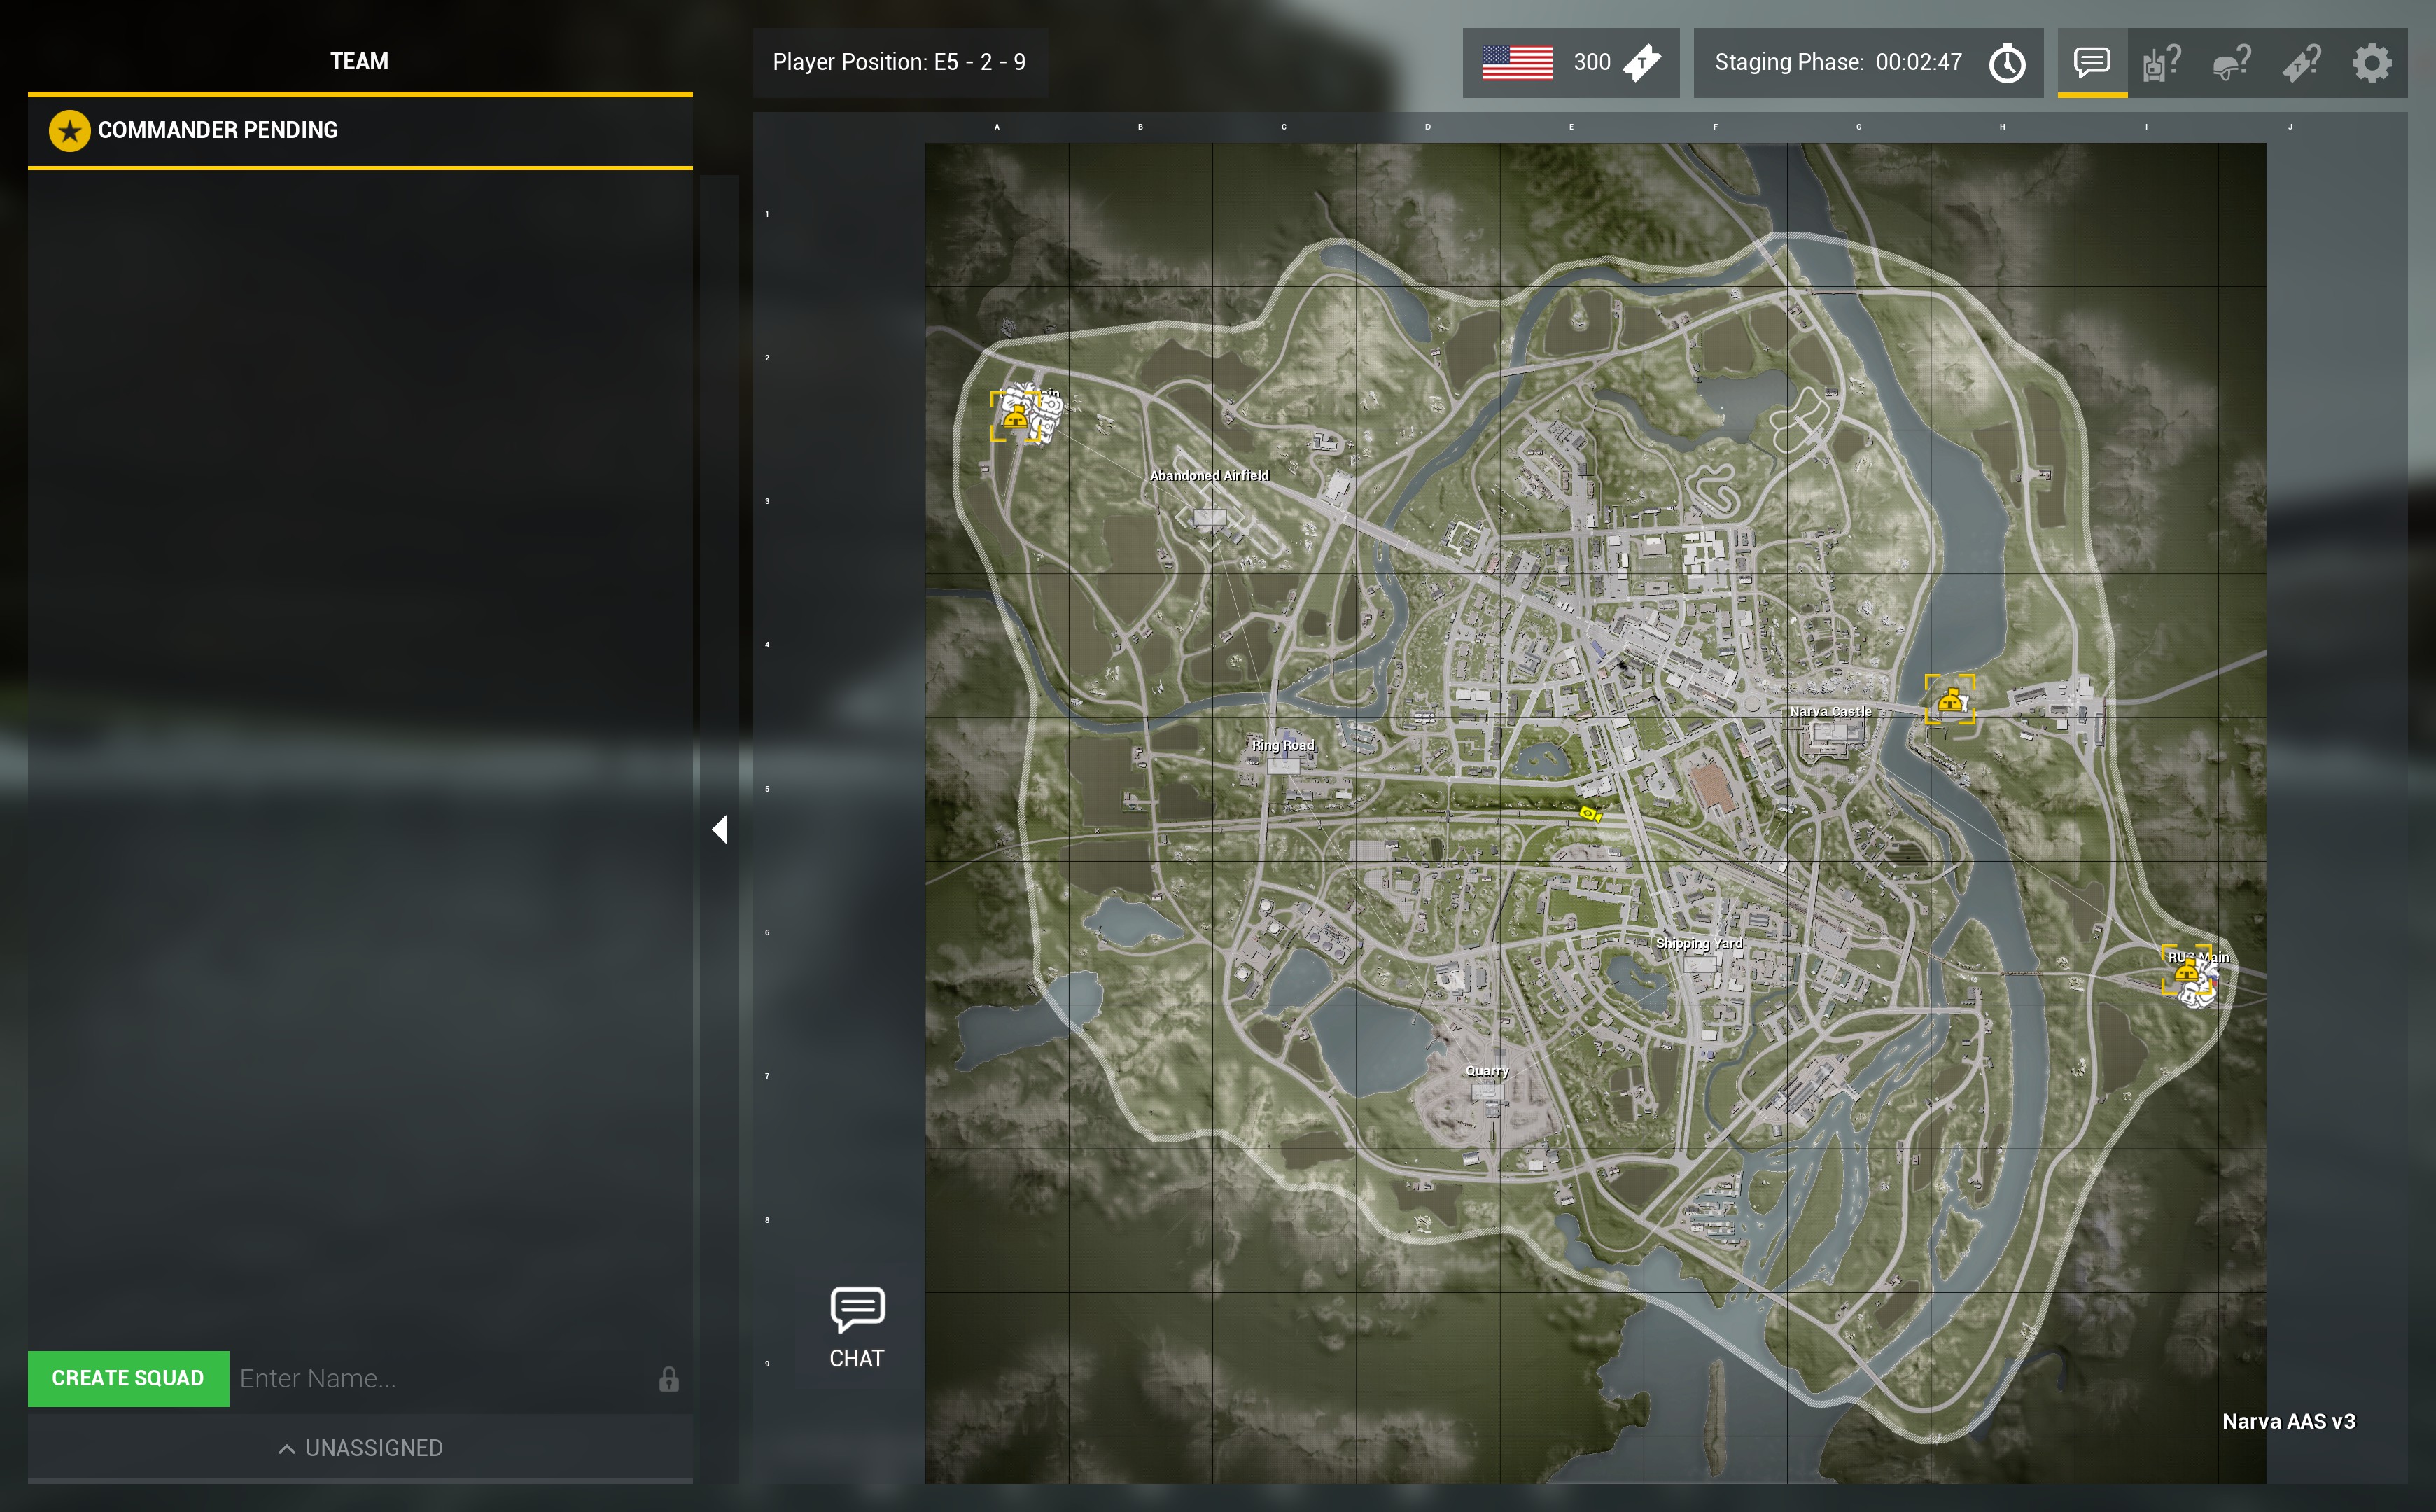 TEAM
COMMANDER PENDING
Player Position: E5 - 2 - 9
300
T
Staging Phase: 00:02:47
?
?
T
?
A B C D E F G H I J
1
2
3
4
5
6
7
8
9
Abandoned Airfield
Narva Castle
Ring Road
Shipping Yard
RUS Main
Quarry
CHAT
Narva AAS v3
CREATE SQUAD
Enter Name...
UNASSIGNED